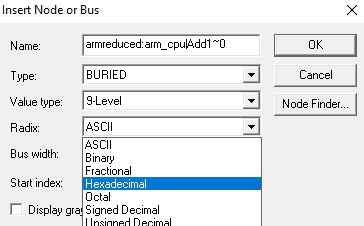 Insert Node or Bus
Name: armreduced:arm_cpu|Add1~0 OK
Type: BURIED Cancel
Value type: 9-Level Node Finder...
Radix: ASCII
Bus width: ASCII
Binary
Fractional
Start index: Hexadecimal
Octal
Display gray Signed Decimal
Unsigned Decimal